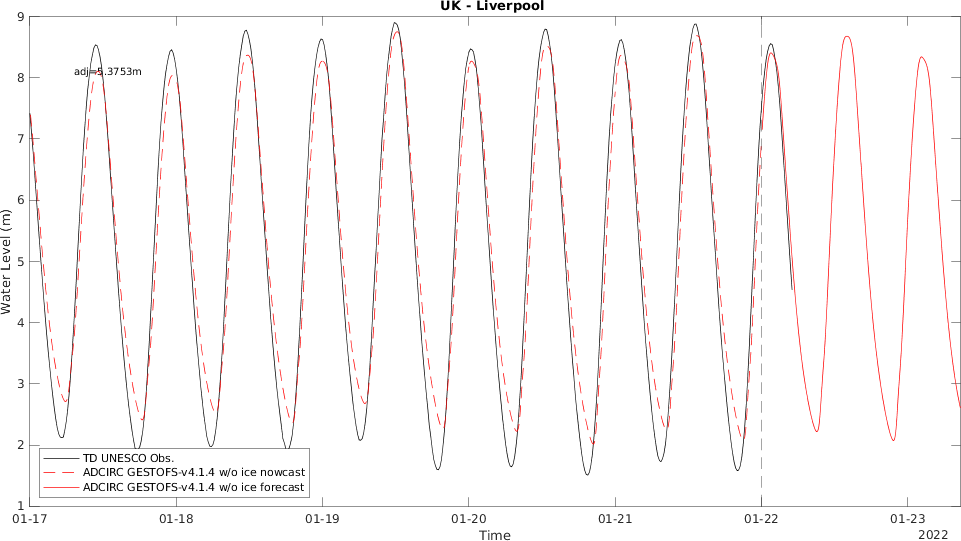 UK - Liverpool
9
8
7
6
5
4
3
2
1
Water Level (m)
adj=5.3753m
TD UNESCO Obs.
ADCIRC GESTOFS-v4.1.4 w/o ice nowcast
ADCIRC GESTOFS-v4.1.4 w/o ice forecast
01-17 01-18 01-19 01-20 01-21 01-22 01-23
Time
2022